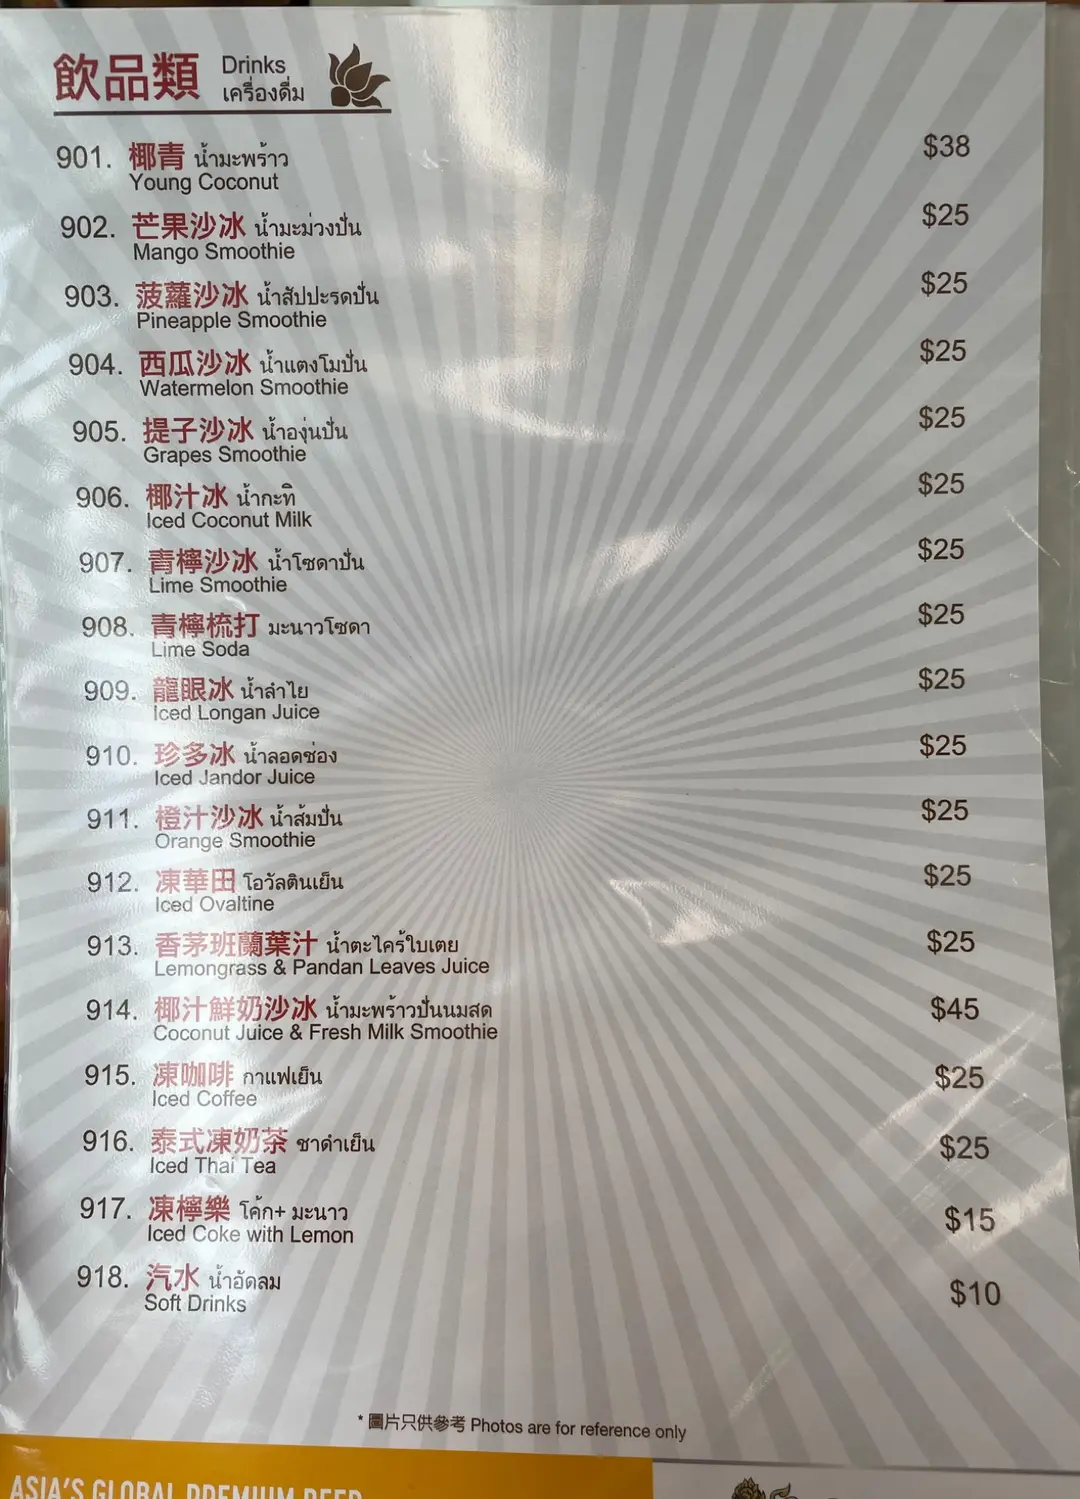 飲品類 Drinks
เครื่องดื่ม
901. 椰青 น้ำมะพร้าว $38
Young Coconut
902. 芒果沙冰 น้ำมะม่วงปั่น $25
Mango Smoothie
903. 菠蘿沙冰 น้ำสัปปะรดปั่น $25
Pineapple Smoothie
904. 西瓜沙冰 น้ำแตงโมปั่น $25
Watermelon Smoothie
905. 提子沙冰 น้ำองุ่นปั่น $25
Grapes Smoothie
906. 椰汁冰 น้ำกะทิ $25
Iced Coconut Milk
907. 青檸沙冰 น้ำโซดาปั่น $25
Lime Smoothie
908. 青檸梳打 มะนาวโซดา $25
Lime Soda
909. 龍眼冰 น้ำลำไย $25
Iced Longan Juice
910. 珍多冰 น้ำลอดช่อง $25
Iced Jandor Juice
911. 橙汁沙冰 น้ำส้มปั่น $25
Orange Smoothie
912. 凍華田 โอวัลตินเย็น $25
Iced Ovaltine
913. 香茅班蘭葉汁 น้ำตะไคร้ใบเตย $25
Lemongrass & Pandan Leaves Juice
914. 椰汁鮮奶沙冰 น้ำมะพร้าวปั่นนมสด $45
Coconut Juice & Fresh Milk Smoothie
915. 凍咖啡 กาแฟเย็น $25
Iced Coffee
916. 泰式凍奶茶 ชาดำเย็น $25
Iced Thai Tea
917. 凍檸樂 โค้ก+ มะนาว $15
Iced Coke with Lemon
918. 汽水 น้ำอัดลม $10
Soft Drinks
* 圖片只供參考 Photos are for reference only
ASIA'S GLOBAL PREMIUM BEER